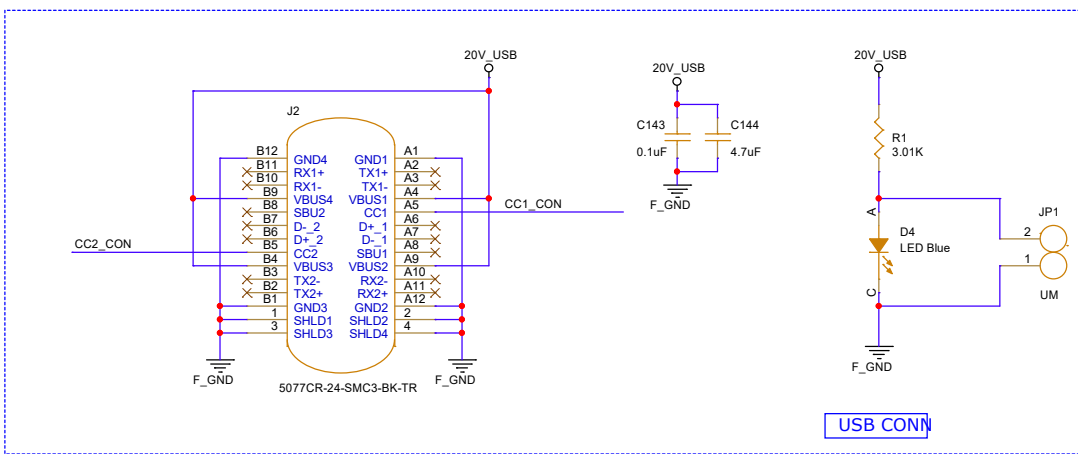 20V_USB
J2
B12 GND4 GND1 A1
B11 RX1+ TX1+ A2
B10 RX1- TX1- A3
B9 VBUS4 VBUS1 A4
B8 SBU2 CC1 A5 CC1_CON
B7 D-_2 D+_1 A6
B6 D+_2 D-_1 A7
CC2_CON B5 CC2 SBU1 A8
B4 VBUS3 VBUS2 A9
B3 TX2- RX2- A10
B2 TX2+ RX2+ A11
B1 GND3 GND2 A12
1 SHLD1 SHLD2 2
3 SHLD3 SHLD4 4
F_GND F_GND
5077CR-24-SMC3-BK-TR
20V_USB
C143 C144
0.1uF 4.7uF
F_GND
20V_USB
R1
3.01K
A
D4
LED Blue
C
JP1
2
1
UM
F_GND
USB CONN